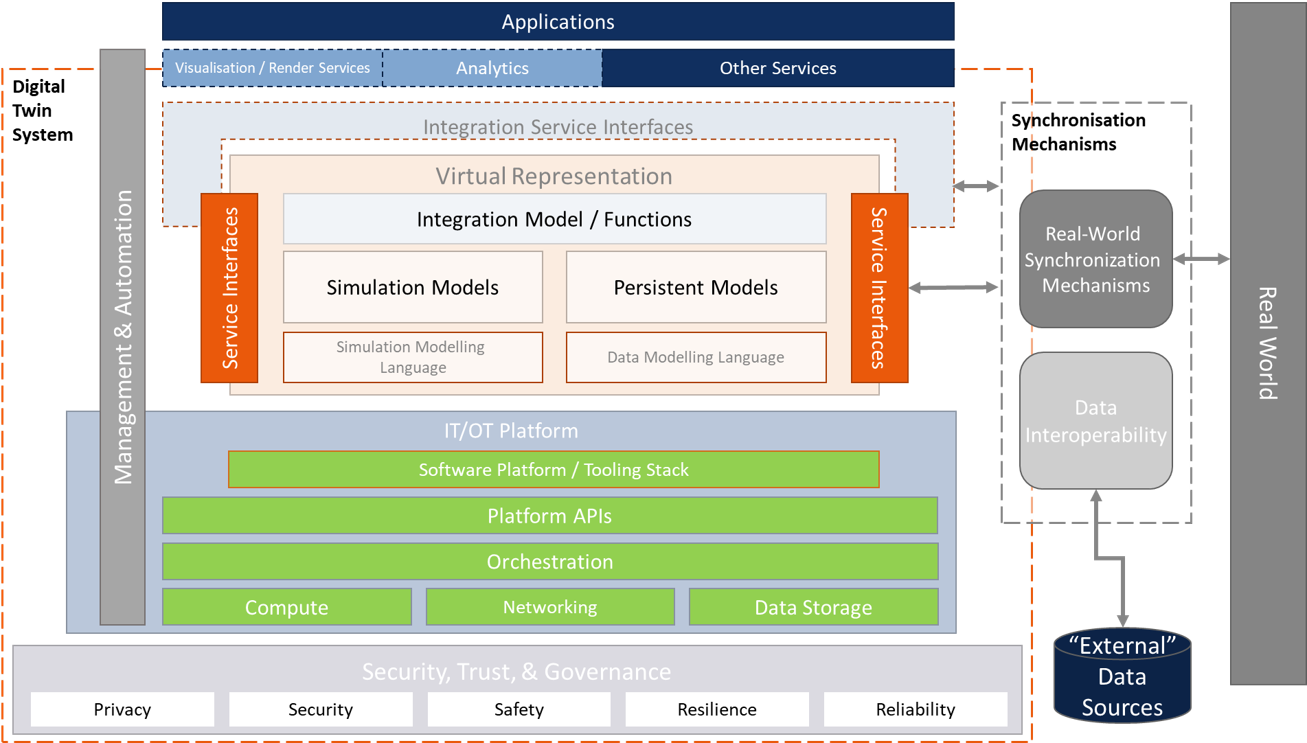 Applications
Visualisation / Render Services
Analytics
Other Services
Digital
Twin
System
Management & Automation
Integration Service Interfaces
Virtual Representation
Integration Model / Functions
Service Interfaces
Simulation Models
Persistent Models
Service Interfaces
Simulation Modelling
Language
Data Modelling Language
Synchronisation
Mechanisms
Real-World
Synchronization
Mechanisms
Data
Interoperability
Real World
IT/OT Platform
Software Platform / Tooling Stack
Platform APIs
Orchestration
Compute
Networking
Data Storage
“External”
Data
Sources
Security, Trust, & Governance
Privacy
Security
Safety
Resilience
Reliability